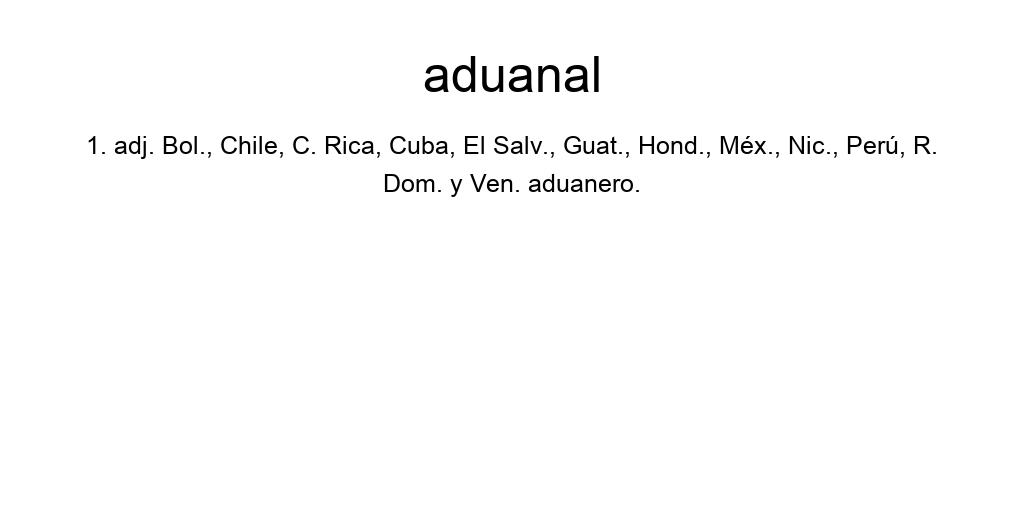 aduanal
1. adj. Bol., Chile, C. Rica, Cuba, El Salv., Guat., Hond., Méx., Nic., Perú, R.
Dom. y Ven. aduanero.